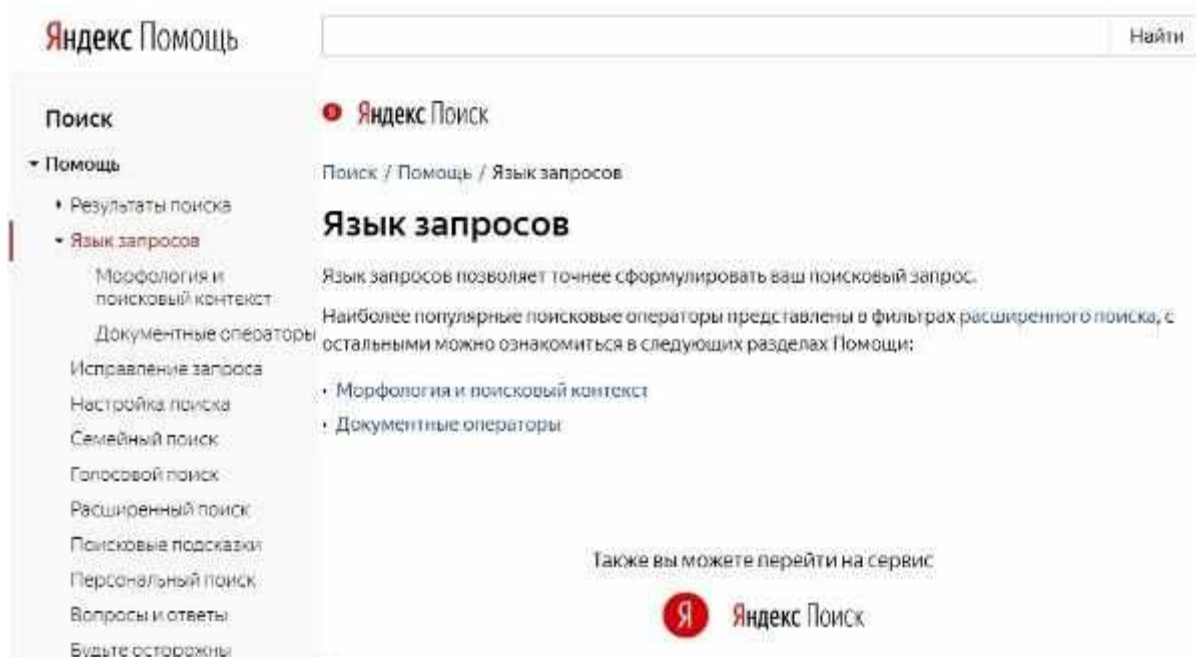 Яндекс Помощь
Найти
Поиск
Помощь
Результаты поиска
Язык запросов
Морфология и
поисковый контекст
Документные операторы
Исправление запроса
Настройка поиска
Семейный поиск
Голосовой поиск
Расширенный поиск
Поисковые подсказки
Персональный поиск
Вопросы и ответы
Будьте осторожны
Я Яндекс Поиск
Поиск / Помощь / Язык запросов
Язык запросов
Язык запросов позволяет точнее сформулировать ваш поисковый запрос.
Наиболее популярные поисковые операторы представлены в фильтрах расширенного поиска, с
остальными можно ознакомиться в следующих разделах Помощи:
• Морфология и поисковый контекст
• Документные операторы
Также вы можете перейти на сервис
Я Яндекс Поиск